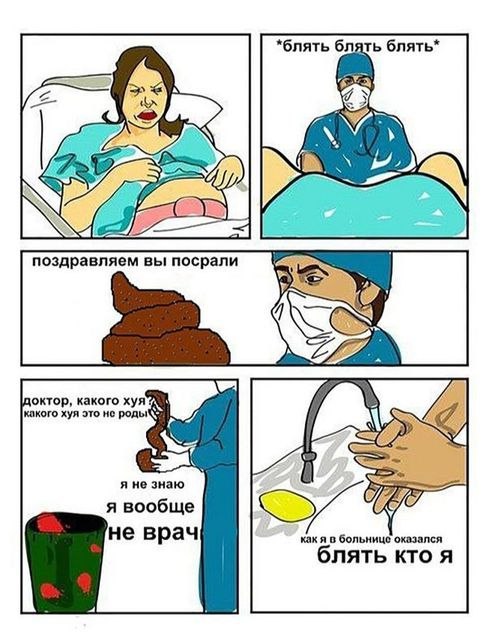 *блять блять блять*
поздравляем вы посрали
доктор, какого хуя
какого хуя это не роды
я не знаю
я вообще
не врач
как я в больнице оказался
блять кто я